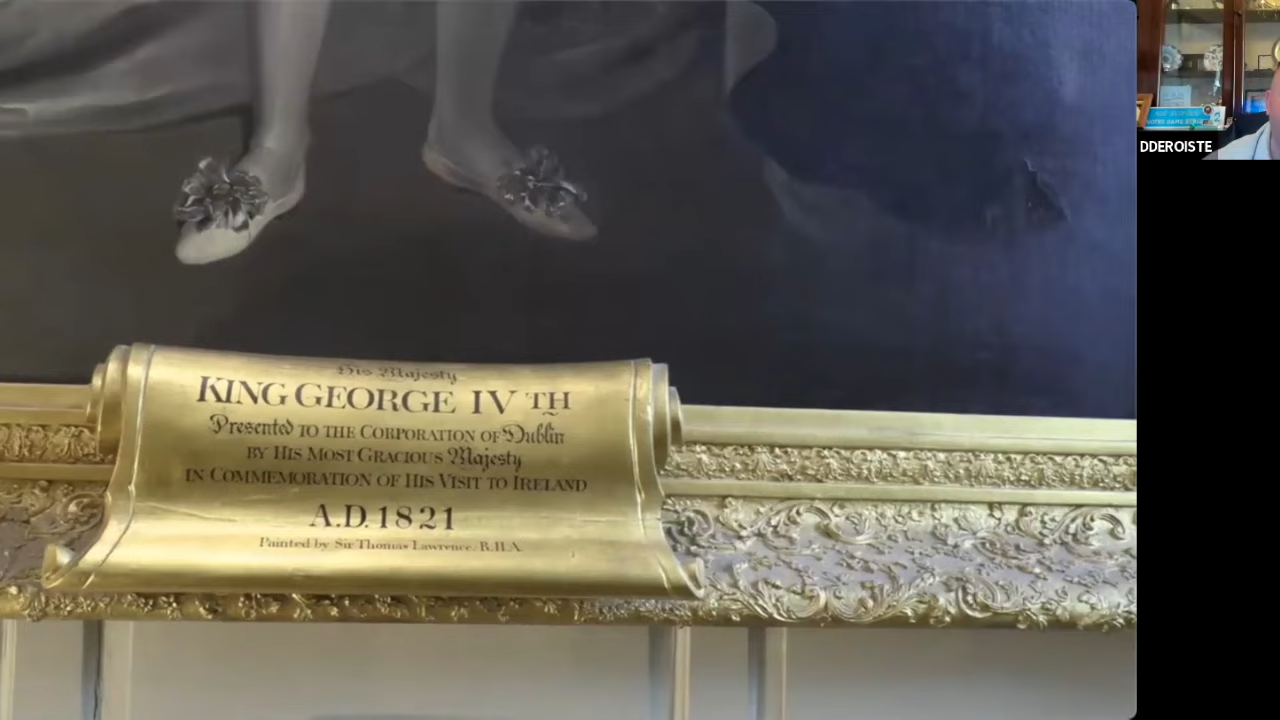 His Majesty
KING GEORGE IV TH
Presented TO THE CORPORATION OF Dublin
BY HIS MOST GRACIOUS Majesty
IN COMMEMORATION OF HIS VISIT TO IRELAND
A.D. 1821
Painted by Sir Thomas Lawrence. R.H.A.
DDEROISTE